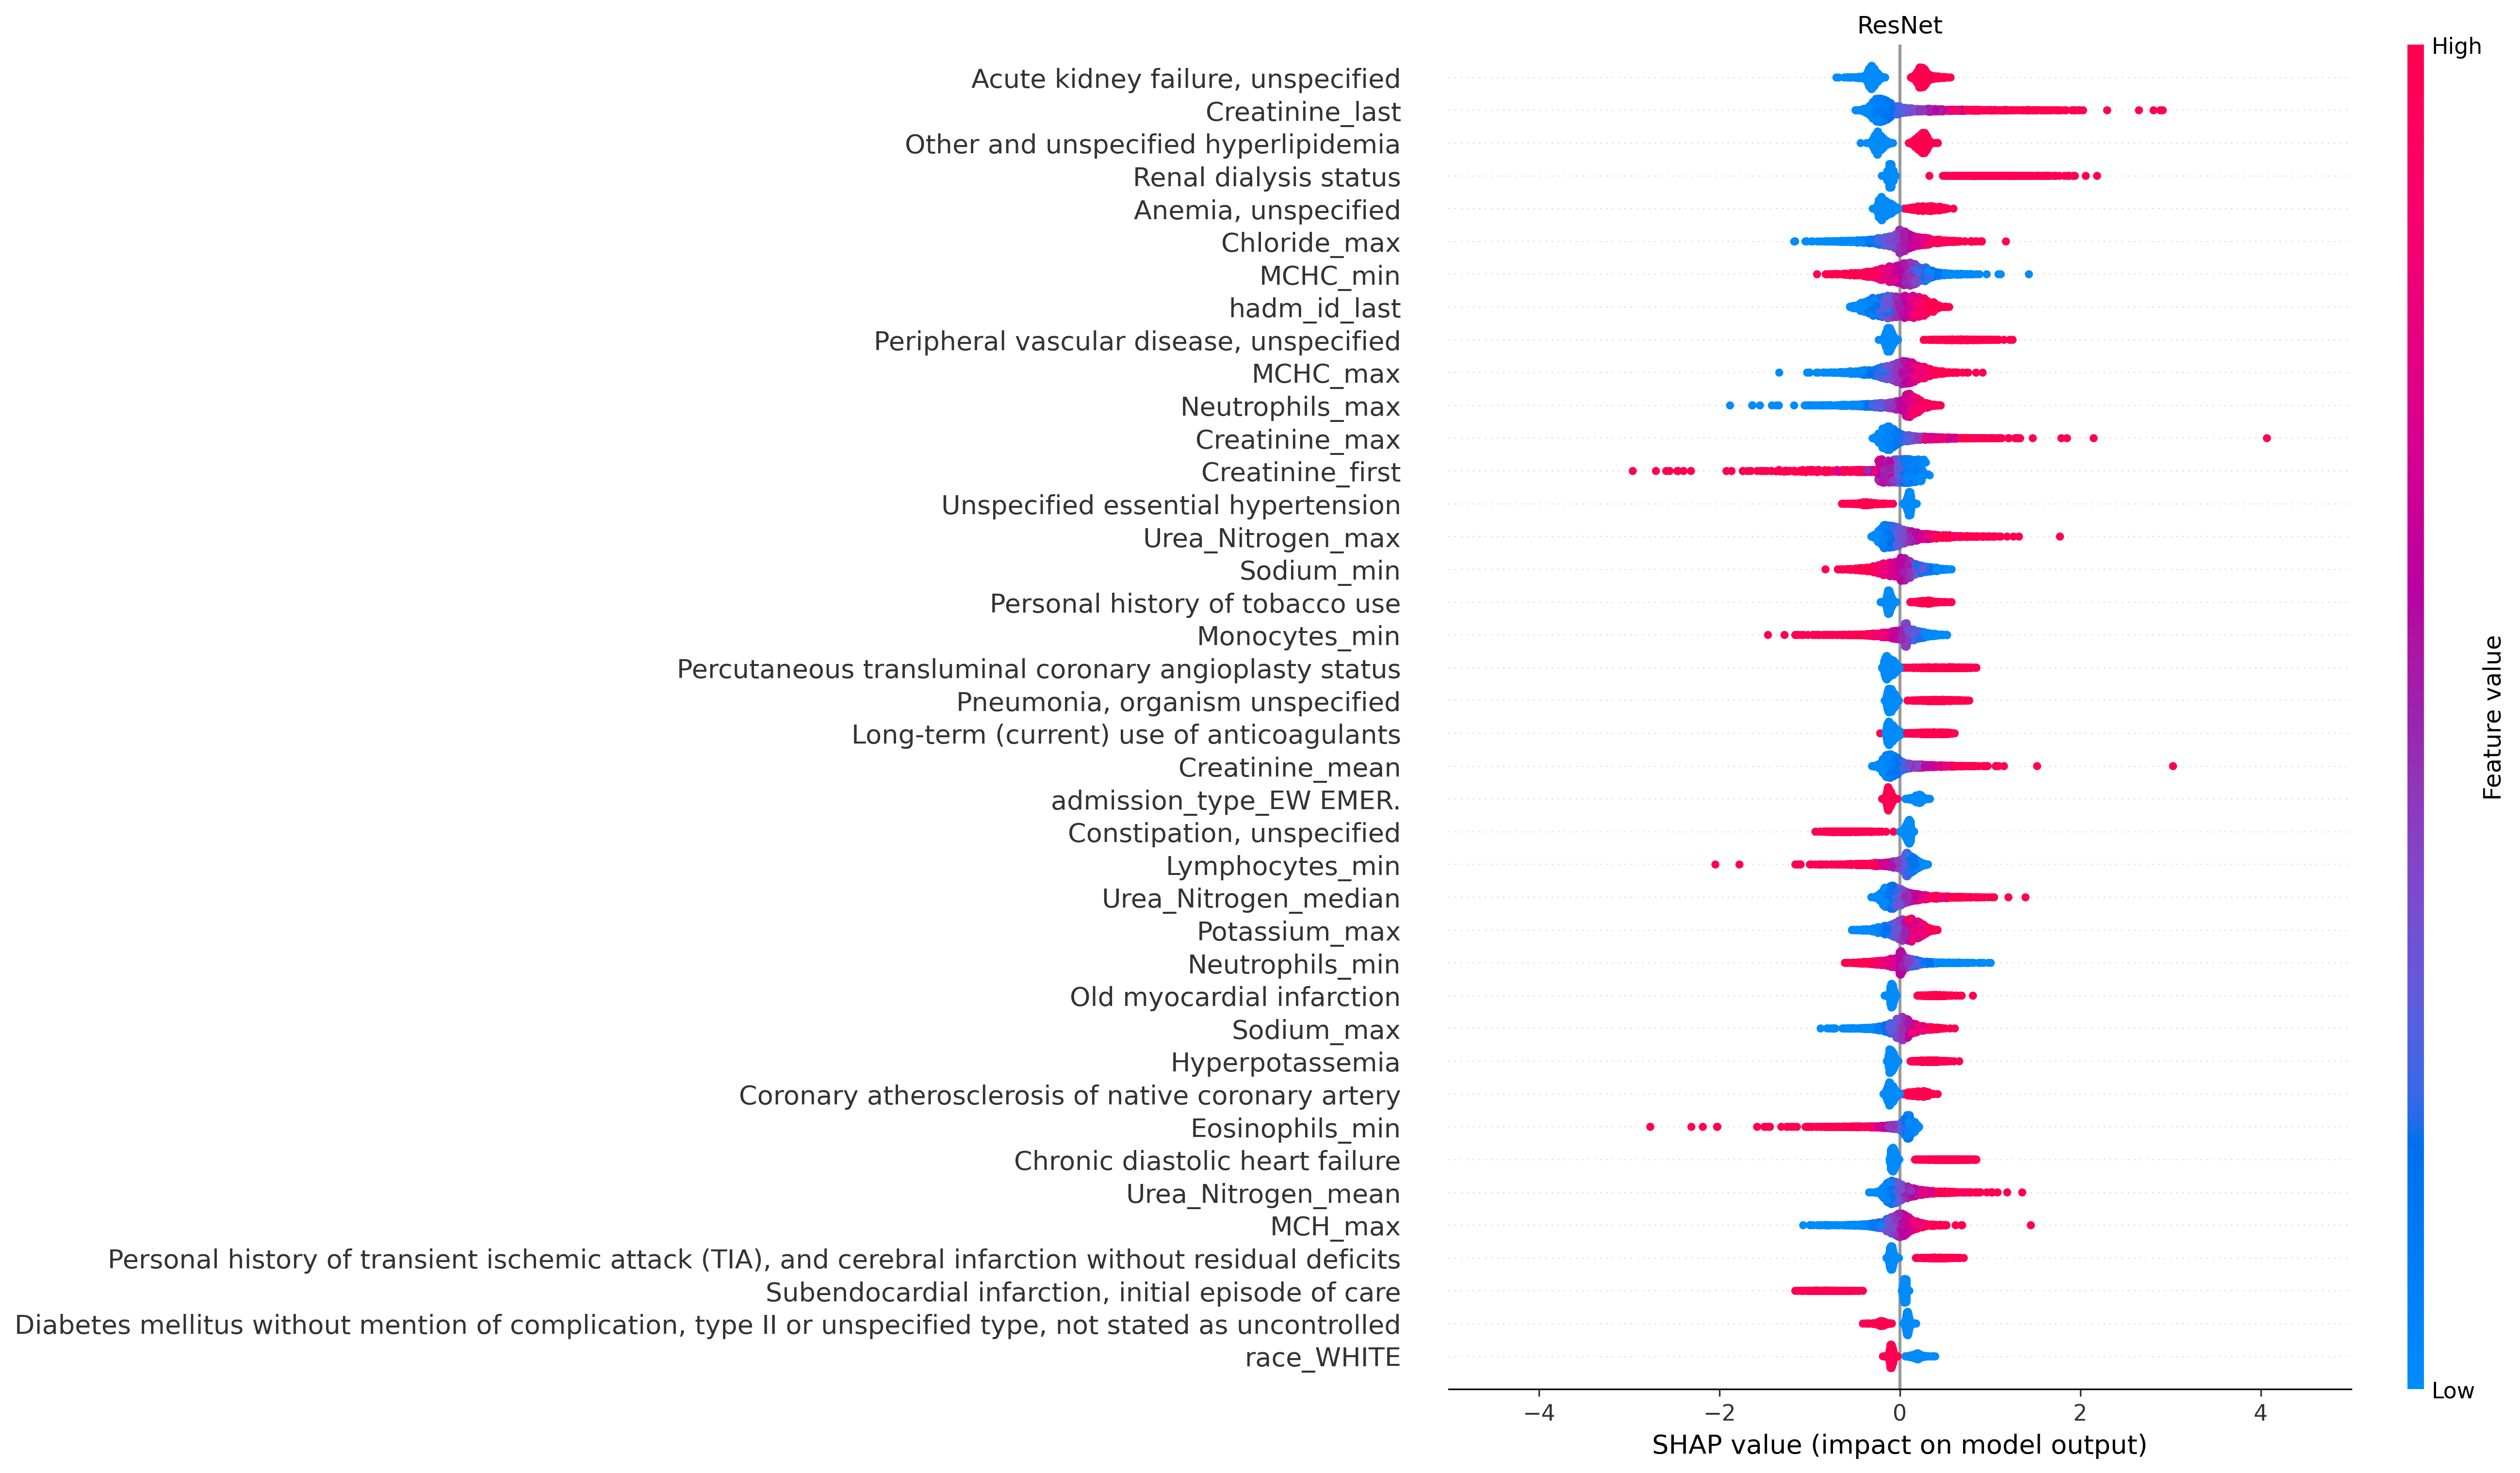 ResNet
High
Acute kidney failure, unspecified
Creatinine_last
Other and unspecified hyperlipidemia
Renal dialysis status
Anemia, unspecified
Chloride_max
MCHC_min
hadm_id_last
Peripheral vascular disease, unspecified
MCHC_max
Neutrophils_max
Creatinine_max
Creatinine_first
Unspecified essential hypertension
Urea_Nitrogen_max
Sodium_min
Personal history of tobacco use
Monocytes_min
Percutaneous transluminal coronary angioplasty status
Pneumonia, organism unspecified
Long-term (current) use of anticoagulants
Creatinine_mean
admission_type_EW EMER.
Constipation, unspecified
Lymphocytes_min
Urea_Nitrogen_median
Potassium_max
Neutrophils_min
Old myocardial infarction
Sodium_max
Hyperpotassemia
Coronary atherosclerosis of native coronary artery
Eosinophils_min
Chronic diastolic heart failure
Urea_Nitrogen_mean
MCH_max
Personal history of transient ischemic attack (TIA), and cerebral infarction without residual deficits
Subendocardial infarction, initial episode of care
Diabetes mellitus without mention of complication, type II or unspecified type, not stated as uncontrolled
race_WHITE
Feature value
Low
−4 −2 0 2 4
SHAP value (impact on model output)